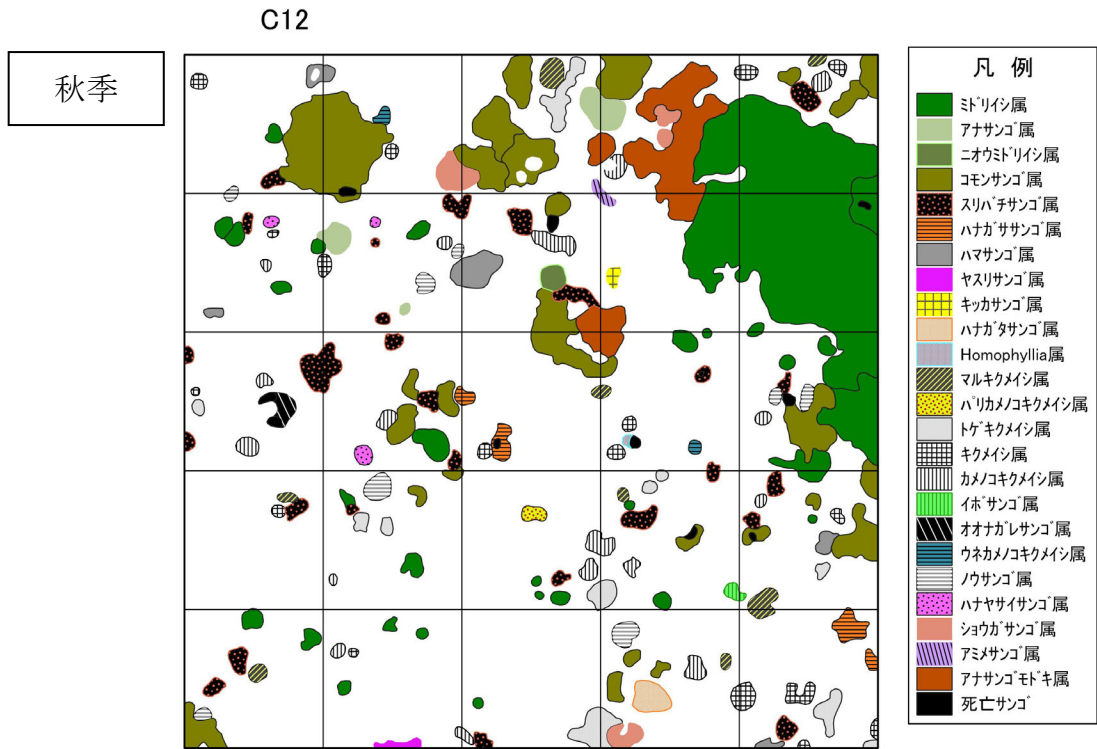 C12
秋季
凡 例
ミドリイシ属
アナサンゴ属
ニオウミドリイシ属
コモンサンゴ属
スリバチサンゴ属
ハナガササンゴ属
ハマサンゴ属
ヤスリサンゴ属
キッカサンゴ属
ハナガタサンゴ属
Homophyllia属
マルキクメイシ属
パリカメノコキクメイシ属
トゲキクメイシ属
キクメイシ属
カメノコキクメイシ属
イボサンゴ属
オオナガレサンゴ属
ウネカメノコキクメイシ属
ノウサンゴ属
ハナヤサイサンゴ属
ショウガサンゴ属
アミメサンゴ属
アナサンゴモドキ属
死亡サンゴ